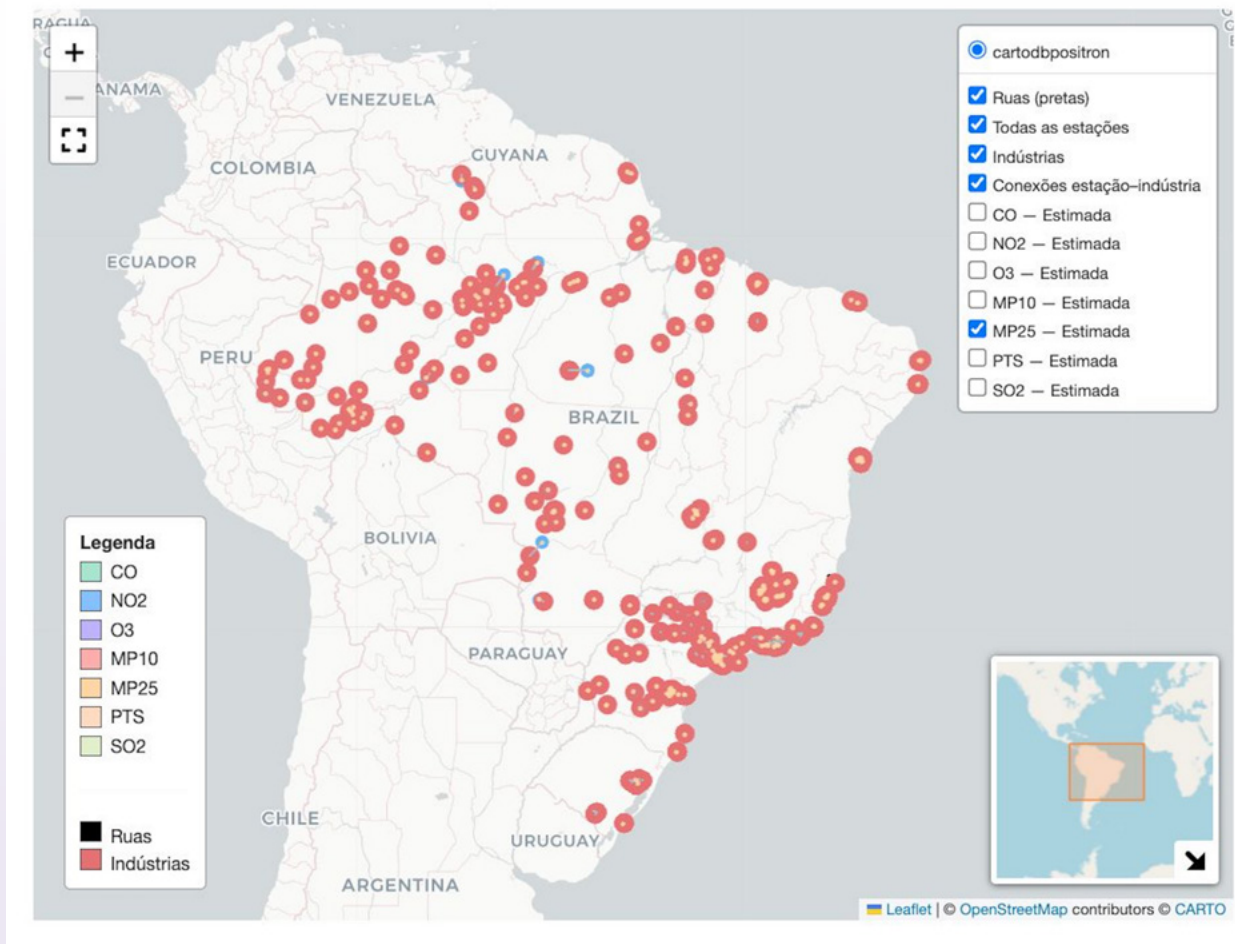 RAGUA
+
ANAMA
−
VENEZUELA
GUYANA
COLOMBIA
ECUADOR
PERU
BRAZIL
BOLIVIA
PARAGUAY
CHILE
URUGUAY
ARGENTINA
cartodbpositron
Ruas (pretas)
Todas as estações
Indústrias
Conexões estação–indústria
CO — Estimada
NO2 — Estimada
O3 — Estimada
MP10 — Estimada
MP25 — Estimada
PTS — Estimada
SO2 — Estimada
Legenda
CO
NO2
O3
MP10
MP25
PTS
SO2
Ruas
Indústrias
Leaflet | © OpenStreetMap contributors © CARTO